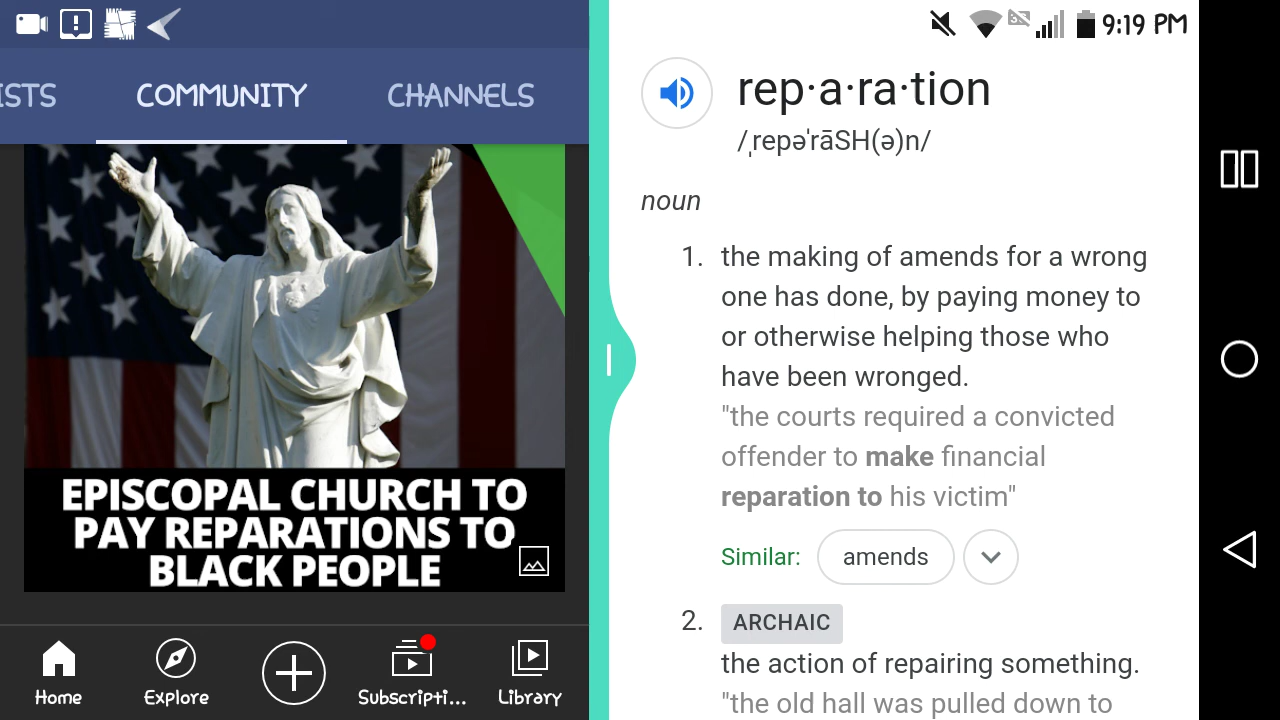 ISTS COMMUNITY CHANNELS
EPISCOPAL CHURCH TO
PAY REPARATIONS TO
BLACK PEOPLE
Home Explore Subscripti... Library
9:19 PM
rep·a·ra·tion
/ˌrepəˈrāSH(ə)n/
noun
1. the making of amends for a wrong
one has done, by paying money to
or otherwise helping those who
have been wronged.
"the courts required a convicted
offender to make financial
reparation to his victim"
Similar: amends
2. ARCHAIC
the action of repairing something.
"the old hall was pulled down to